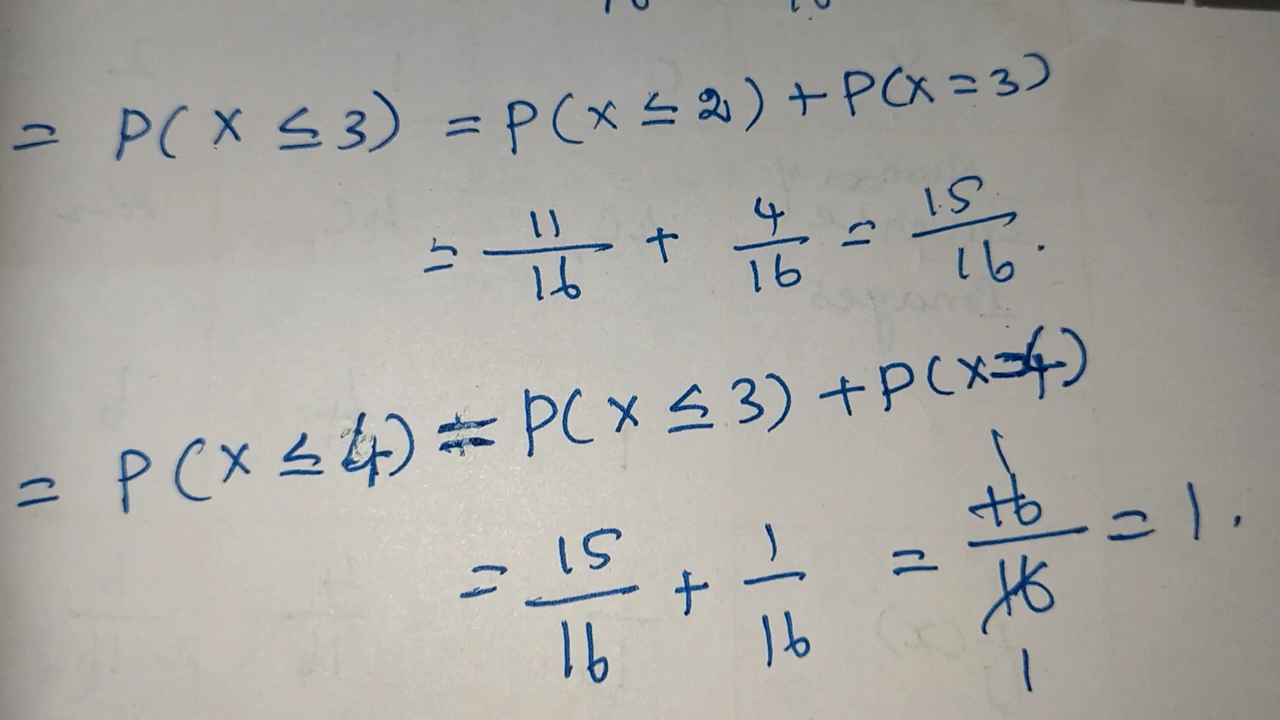 = P(X ≤ 3) = P(X ≤ 2) + P(X = 3)
= 11/16 + 4/16 = 15/16.
= P(X ≤ 4) = P(X ≤ 3) + P(X = 4)
= 15/16 + 1/16 = 16/16 = 1.